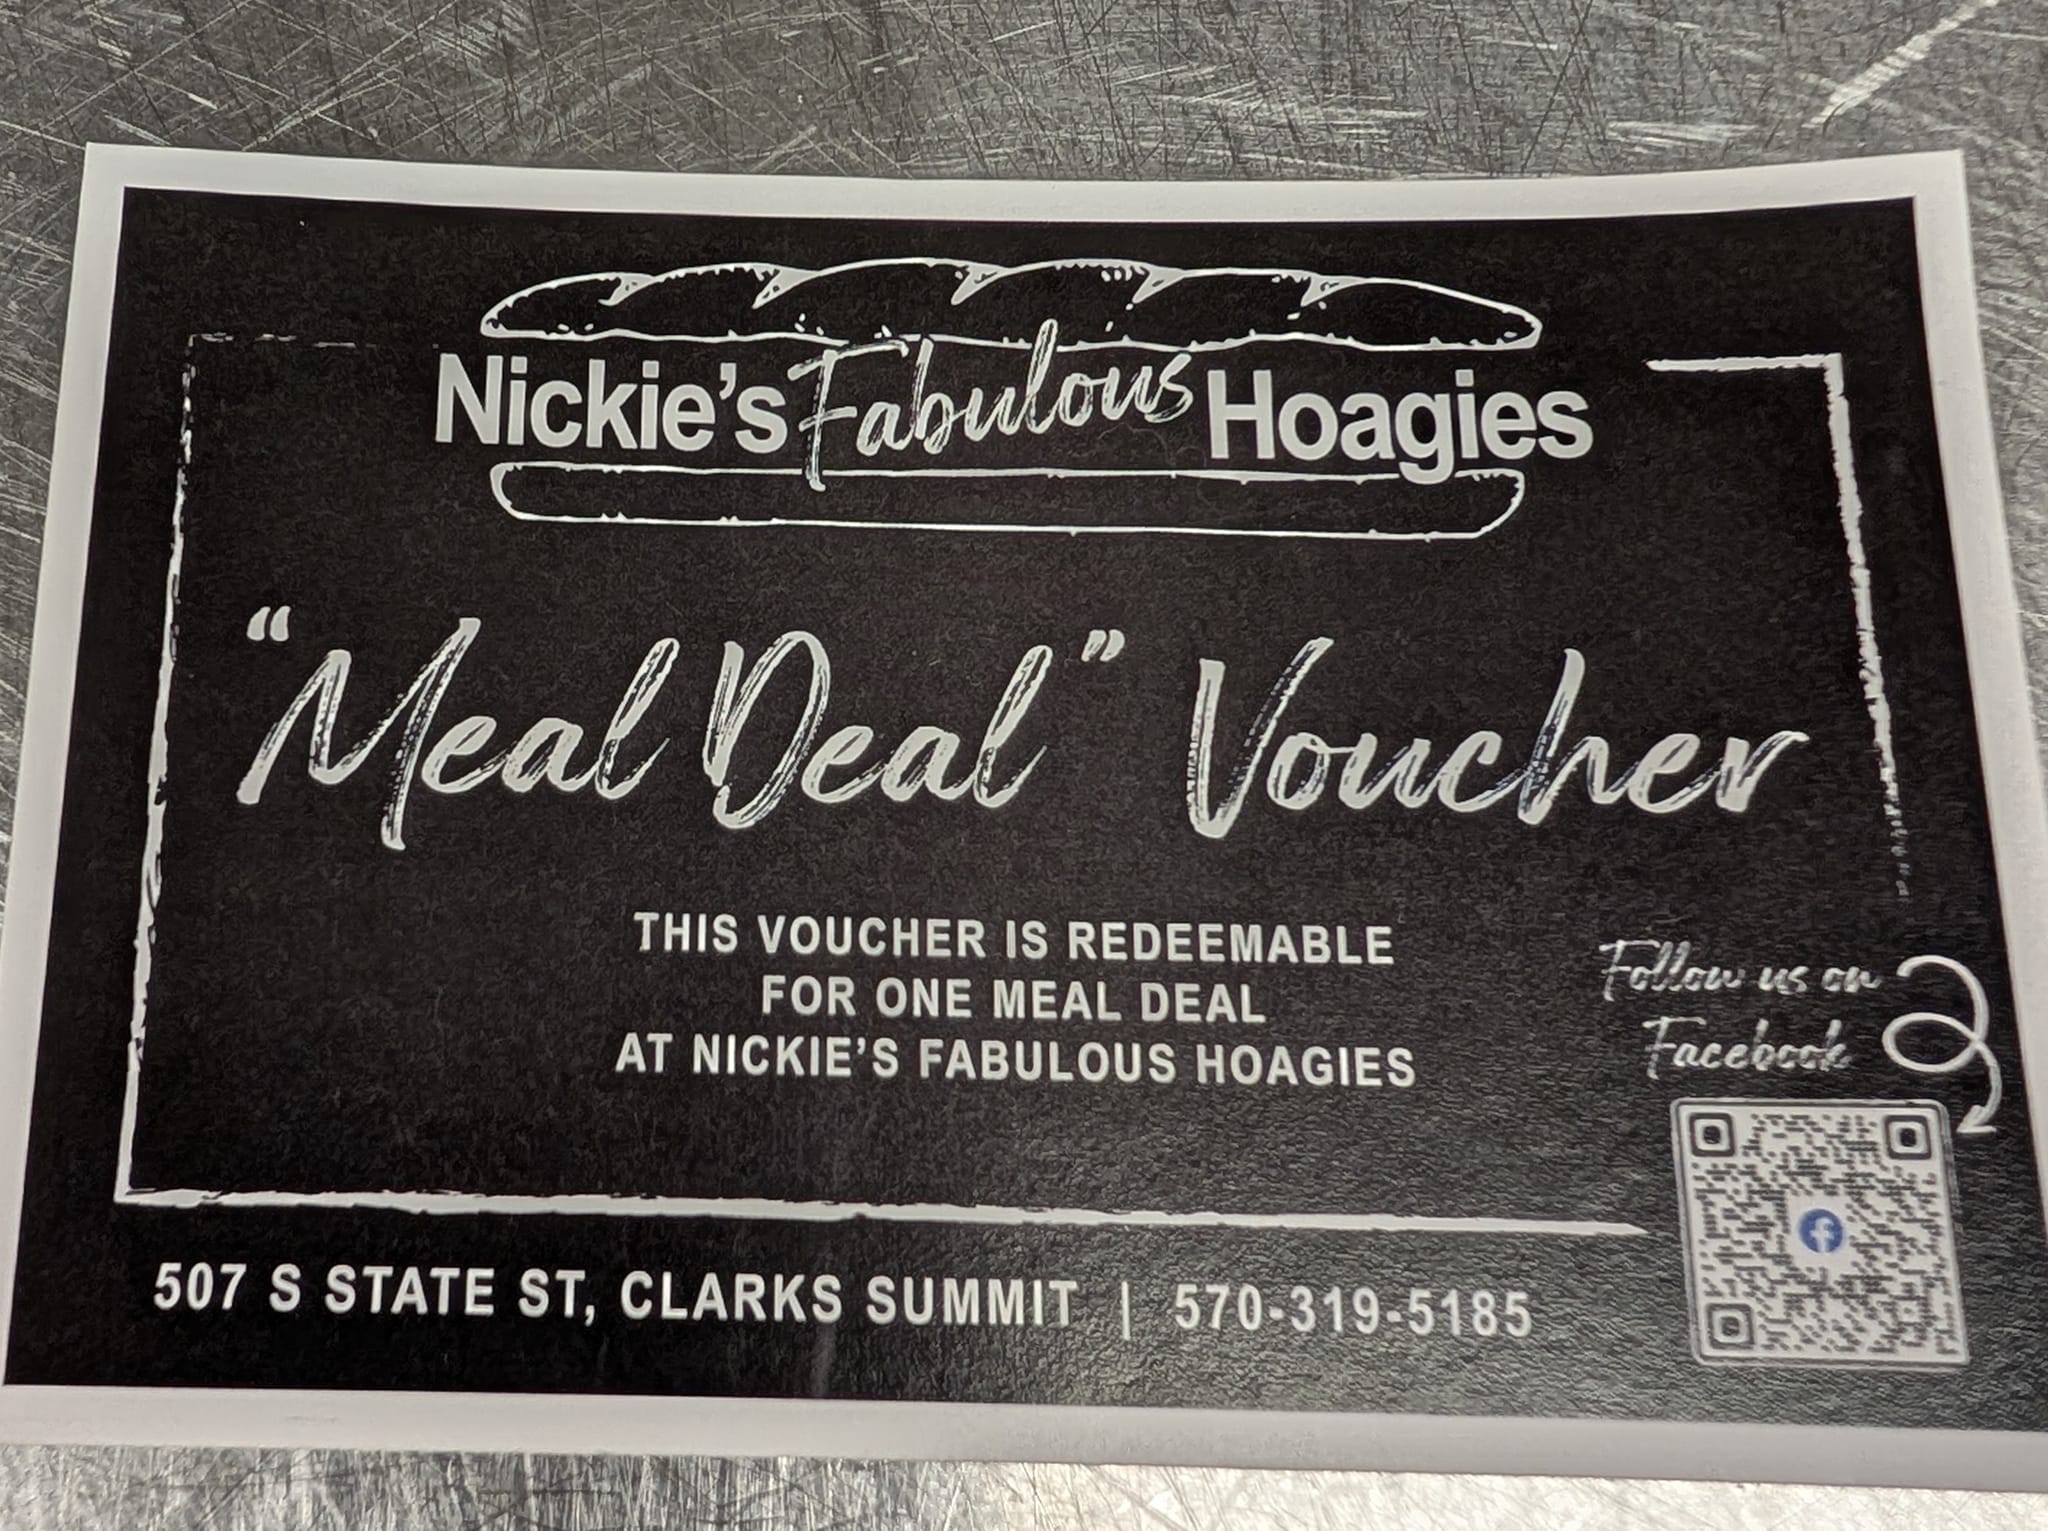 Nickie's Fabulous Hoagies
"Meal Deal" Voucher
THIS VOUCHER IS REDEEMABLE
FOR ONE MEAL DEAL
AT NICKIE'S FABULOUS HOAGIES
Follow us on
Facebook
507 S STATE ST, CLARKS SUMMIT | 570-319-5185